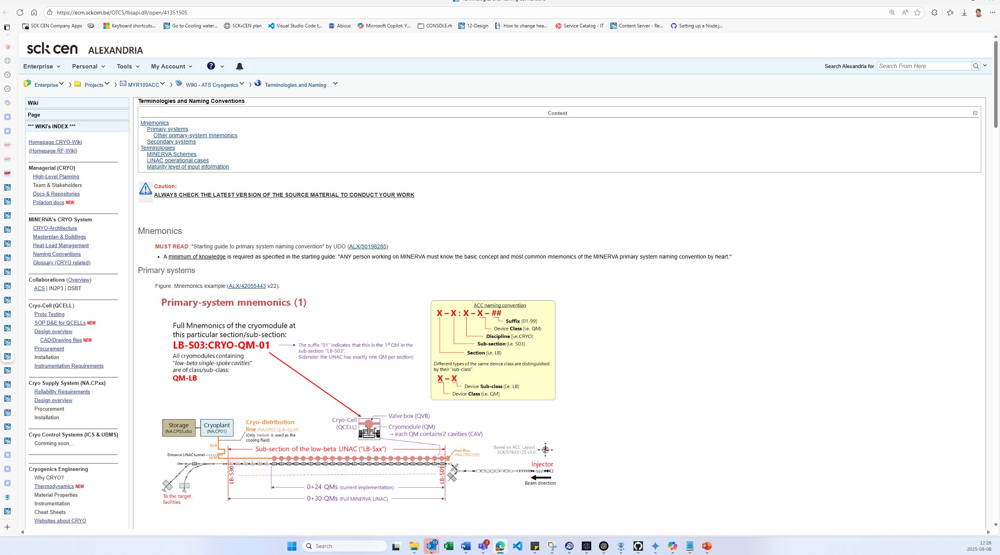 Terminologies and Naming Conventions
https://ecm.sckcen.be/OTCS/llisapi.dll/open/41351505
SCK CEN Company Apps
Keyboard shortcuts...
Go to Cooling water...
SCK•CEN plan
Visual Studio Code t...
Abicus
Microsoft Copilot: Y...
CONSOLE.rh
12-Design
How to change hea...
Service Catalog - IT
Content Server - Re...
Setting up a Node.j...
sck cen ALEXANDRIA
Enterprise
Personal
Tools
My Account
?
Search Alexandria for
Search From Here
Enterprise
Projects
MYR100ACC
WIKI - ATS Cryogenics
Terminologies and Naming ...
Wiki
Page
*** WIKI's INDEX ***
Homepage CRYO-Wiki
(Homepage RF-Wiki)
Managerial (CRYO)
High-Level Planning
Team & Stakeholders
Docs & Repositories
Polarion docs NEW
MINERVA's CRYO System
CRYO-Architecture
Masterplan & Buildings
Heat-Load Management
Naming Conventions
Glossary (CRYO related)
Collaborations (Overview)
ACS | IN2P3 | DSBT
Cryo-Cell (QCELL)
Proto Testing
SOP D&E for QCELLs NEW
Design overview
CAD/Drawing files NEW
Procurement
Installation
Instrumentation Requirements
Cryo Supply System (NA.CPxx)
Reliability Requirements
Design overview
Procurement
Installation
Cryo Control Systems (ICS & UBMS)
Comming soon...
Cryogenics Engineering
Why CRYO?
Thermodynamics NEW
Material Properties
Instrumentation
Cheat Sheets
Websites about CRYO
IOP
IOP
IOP
Terminologies and Naming Conventions
Content
Mnemonics
Primary systems
Other primary-system mnemonics
Secondary systems
Terminologies
MINERVA Schemes
LINAC operational cases
Maturity level of input information
Caution:
ALWAYS CHECK THE LATEST VERSION OF THE SOURCE MATERIAL TO CONDUCT YOUR WORK
Mnemonics
MUST READ: "Starting guide to primary system naming convention" by UDO (ALX/50198285)
• A minimum of knowledge is required as specified in the starting guide: "ANY person working on MINERVA must know the basic concept and most common mnemonics of the MINERVA primary system naming convention by heart."
Primary systems
Figure. Mnemonics example (ALX/42055443 v22):
Primary-system mnemonics (1)
Full Mnemonics of the cryomodule at
this particular section/sub-section:
LB-S03:CRYO-QM-01
All cryomodules containing
"low-beta single-spoke cavities"
are of class/sub-class:
QM-LB
The suffix "01" indicates that this is the 1st QM in the
sub-section "LB-S03".
Sidenote: the LINAC has exactly one QM per section)
ACC naming convention
X – X : X – X – ##
Suffix (01-99)
Device Class (i.e. QM)
Discipline (i.e. CRYO)
Sub-section (i.e. S03)
Section (i.e. LB)
Different types of the same device class are distinguished
by their "sub-class"
X – X
Device Sub-class (i.e. LB)
Device Class (i.e. QM)
Storage
(NA.CP03.xSx)
Cryoplant
(NA.CP01)
Cryo-distribution
line (NA.CP02.QLR+QLM)
(Only Helium is used as the
cooling fluid)
Cryo-Cell
(QCELL)
Valve box (QVB)
Cryomodule (QM)
→ each QM contains 2 cavities (CAV)
QLR
Sub-section of the low-beta LINAC ("LB-Sxx")
Entrance LINAC tunnel
QLM
End-Box
(NA.CP02.QVE)
Based on ACC Layout
SCK/37633125 v3.0
LB-S30
LB-S01
Injector
Beam direction
0+24 QMs (current implementation)
0+30 QMs (Full MINERVA LINAC)
To the target
facilities
Search
3
12:28
2025-09-08